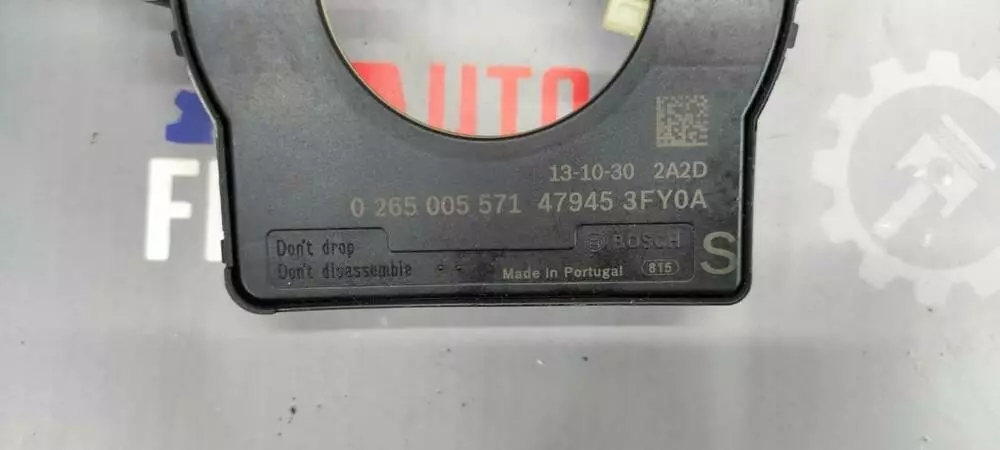 AUTO
13-10-30 2A2D
0 265 005 571 47945 3FY0A
Don't drop
Don't disassemble
BOSCH
Made in Portugal
815
S